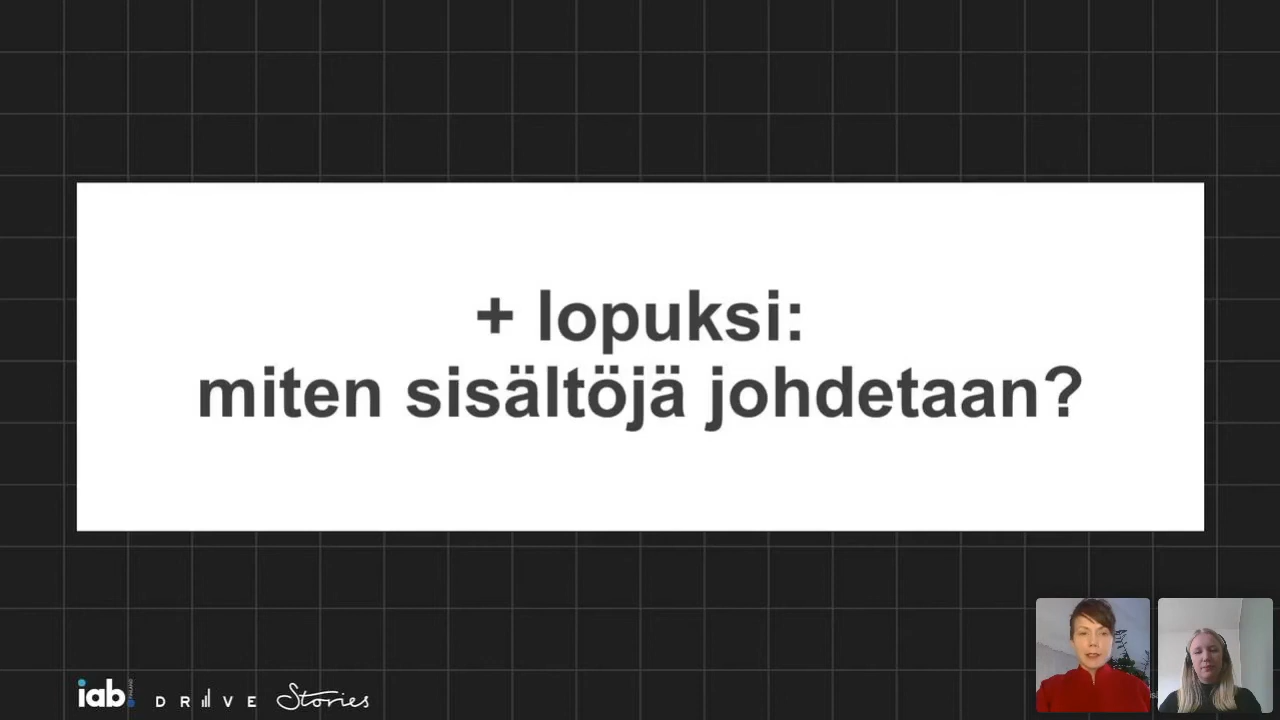 + lopuksi:
miten sisältöjä johdetaan?
iab
DRIVE Stories